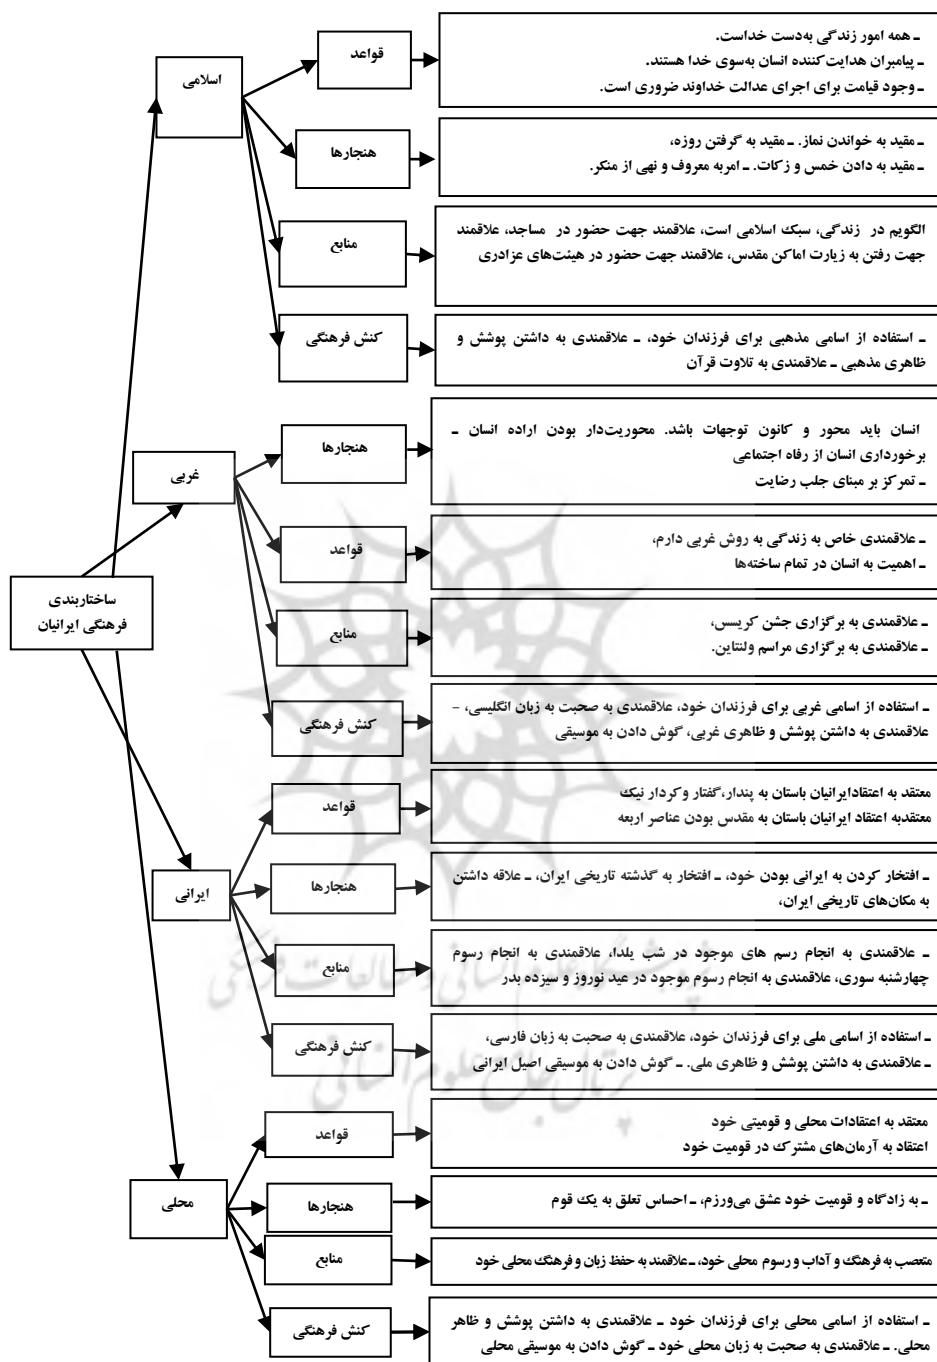 ساختاربندی
فرهنگی ایرانیان
اسلامی
قواعد
ـ همه امور زندگی به‌دست خداست.
ـ پیامبران هدایت‌کننده انسان به‌سوی خدا هستند.
ـ وجود قیامت برای اجرای عدالت خداوند ضروری است.
هنجارها
ـ مقید به خواندن نماز. ـ مقید به گرفتن روزه،
ـ مقید به دادن خمس و زکات. ـ امربه معروف و نهی از منکر.
منابع
الگویم در زندگی، سبک اسلامی است، علاقمند جهت حضور در مساجد، علاقمند
جهت رفتن به زیارت اماکن مقدس، علاقمند جهت حضور در هیئت‌های عزاداری
کنش فرهنگی
ـ استفاده از اسامی مذهبی برای فرزندان خود، ـ علاقمندی به داشتن پوشش و
ظاهری مذهبی ـ علاقمندی به تلاوت قرآن
غربی
هنجارها
انسان باید محور و کانون توجهات باشد. محوریت‌دار بودن اراده انسان ـ
برخورداری انسان از رفاه اجتماعی
ـ تمرکز بر مبنای جلب رضایت
قواعد
ـ علاقمندی خاص به زندگی به روش غربی دارم،
ـ اهمیت به انسان در تمام ساخته‌ها
منابع
ـ علاقمندی به برگزاری جشن کریسس،
ـ علاقمندی به برگزاری مراسم ولنتاین.
کنش فرهنگی
ـ استفاده از اسامی غربی برای فرزندان خود، علاقمندی به صحبت به زبان انگلیسی، –
علاقمندی به داشتن پوشش و ظاهری غربی، گوش دادن به موسیقی
ایرانی
قواعد
معتقد به اعتقادایرانیان باستان به پندار،گفتار وکردار نیک
معتقدبه اعتقاد ایرانیان باستان به مقدس بودن عناصر اربعه
هنجارها
ـ افتخار کردن به ایرانی بودن خود، ـ افتخار به گذشته تاریخی ایران، ـ علاقه داشتن
به مکان‌های تاریخی ایران،
منابع
ـ علاقمندی به انجام رسم های موجود در شب یلدا، علاقمندی به انجام رسوم
چهارشنبه سوری، علاقمندی به انجام رسوم موجود در عید نوروز و سیزده بدر
کنش فرهنگی
ـ استفاده از اسامی ملی برای فرزندان خود، علاقمندی به صحبت به زبان فارسی،
ـ علاقمندی به داشتن پوشش و ظاهری ملی. ـ گوش دادن به موسیقی اصیل ایرانی
محلی
قواعد
معتقد به اعتقادات محلی و قومیتی خود
اعتقاد به آرمان‌های مشترک در قومیت خود
هنجارها
ـ به زادگاه و قومیت خود عشق می‌ورزم، ـ احساس تعلق به یک قوم
منابع
متعصب به فرهنگ و آداب و رسوم محلی خود، ـ علاقمند به حفظ زبان و فرهنگ محلی خود
کنش فرهنگی
ـ استفاده از اسامی محلی برای فرزندان خود ـ علاقمندی به داشتن پوشش و ظاهر
محلی. ـ علاقمندی به صحبت به زبان محلی خود ـ گوش دادن به موسیقی محلی
پرتال جامع علوم انسانی